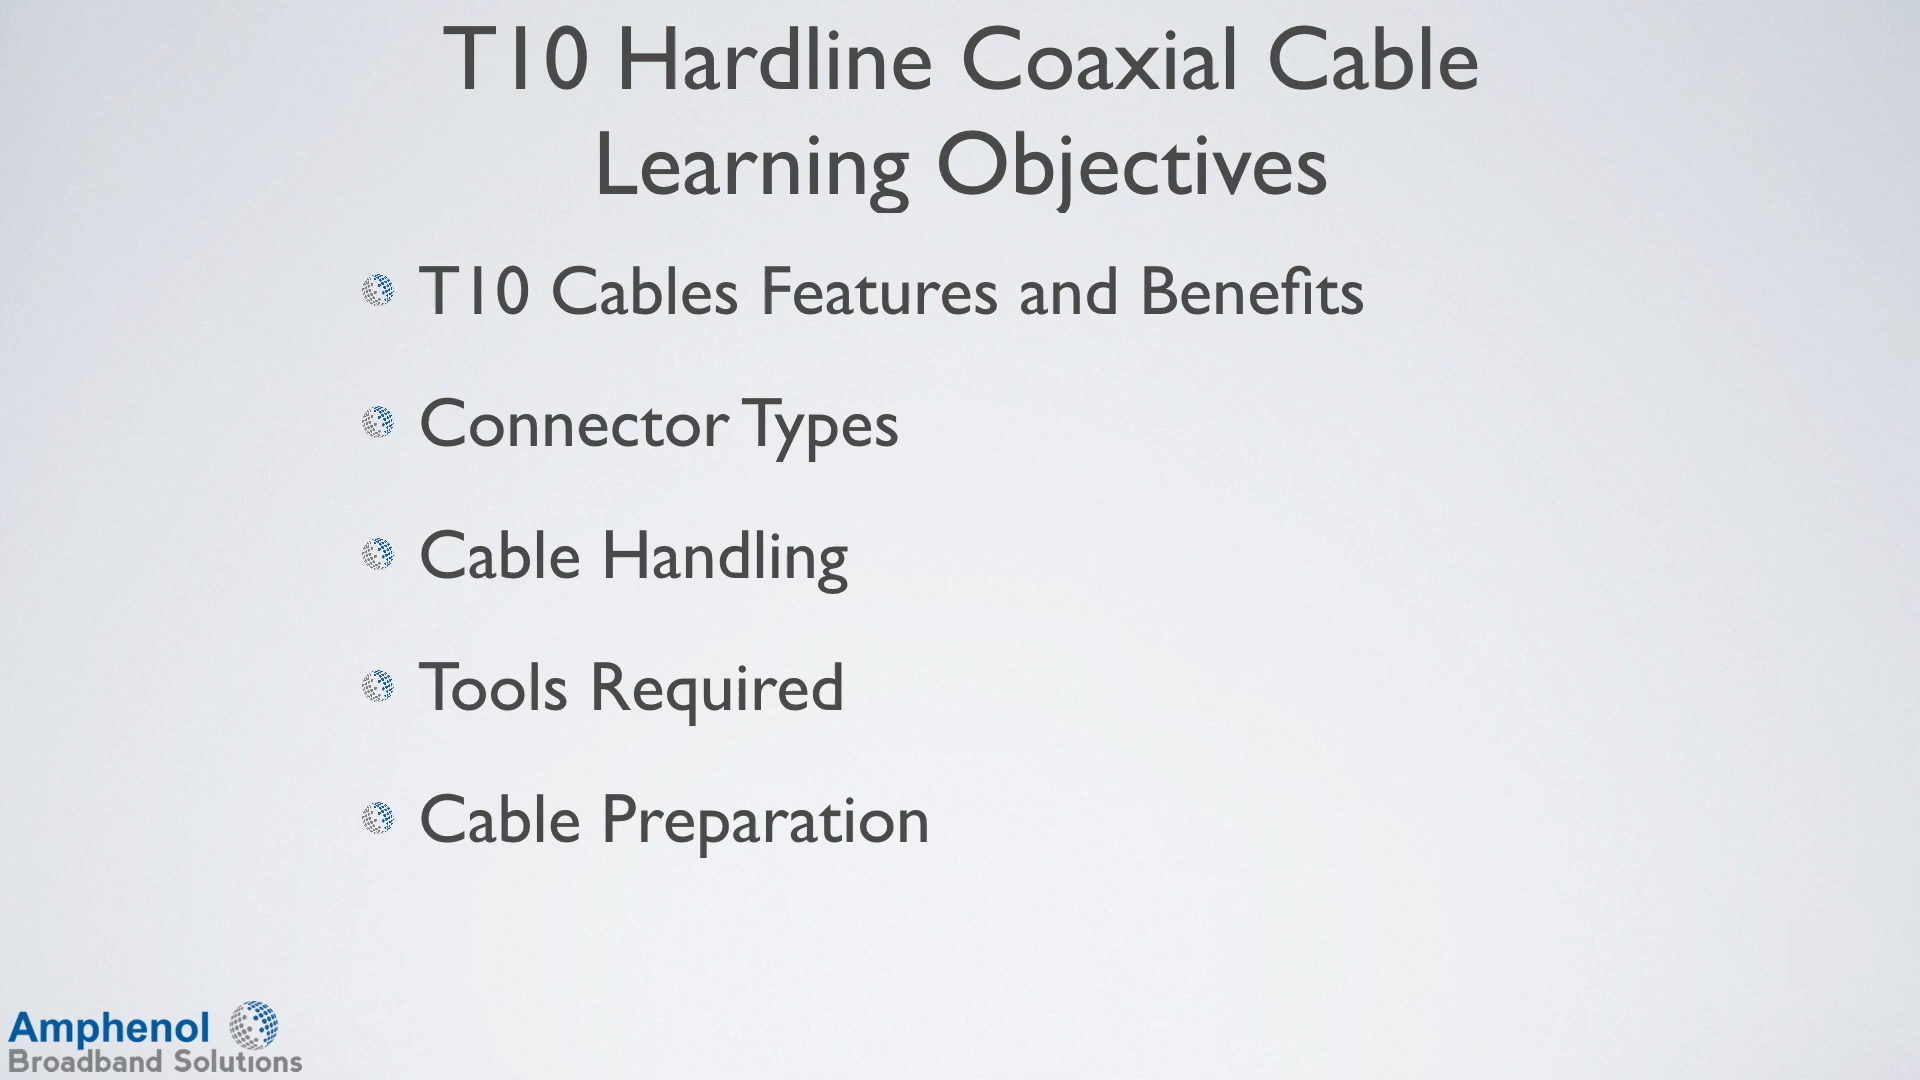 T10 Hardline Coaxial Cable
Learning Objectives
T10 Cables Features and Benefits
Connector Types
Cable Handling
Tools Required
Cable Preparation
Amphenol
Broadband Solutions